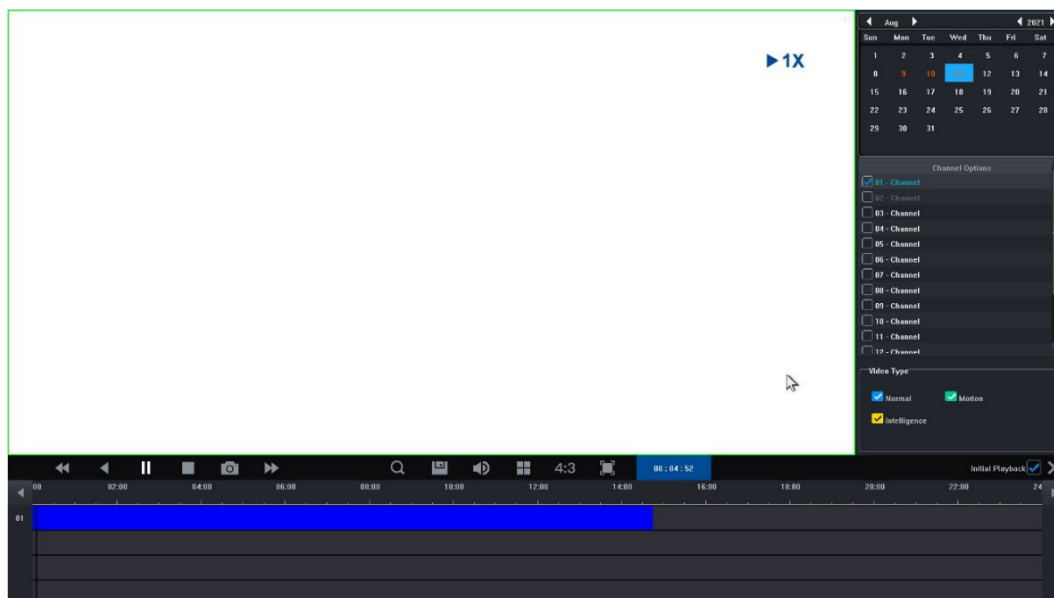 1X
Aug 2021
Sun Mon Tue Wed Thu Fri Sat
1 2 3 4 5 6 7
8 9 10 12 13 14
15 16 17 18 19 20 21
22 23 24 25 26 27 28
29 30 31
Channel Options
01 - Channel
02 - Channel
03 - Channel
04 - Channel
05 - Channel
06 - Channel
07 - Channel
08 - Channel
09 - Channel
10 - Channel
11 - Channel
12 - Channel
Video Type
Normal Motion
Intelligence
4:3 00:04:52 Initial Playback
00 02:00 04:00 06:00 08:00 10:00 12:00 14:00 16:00 18:00 20:00 22:00 24
01